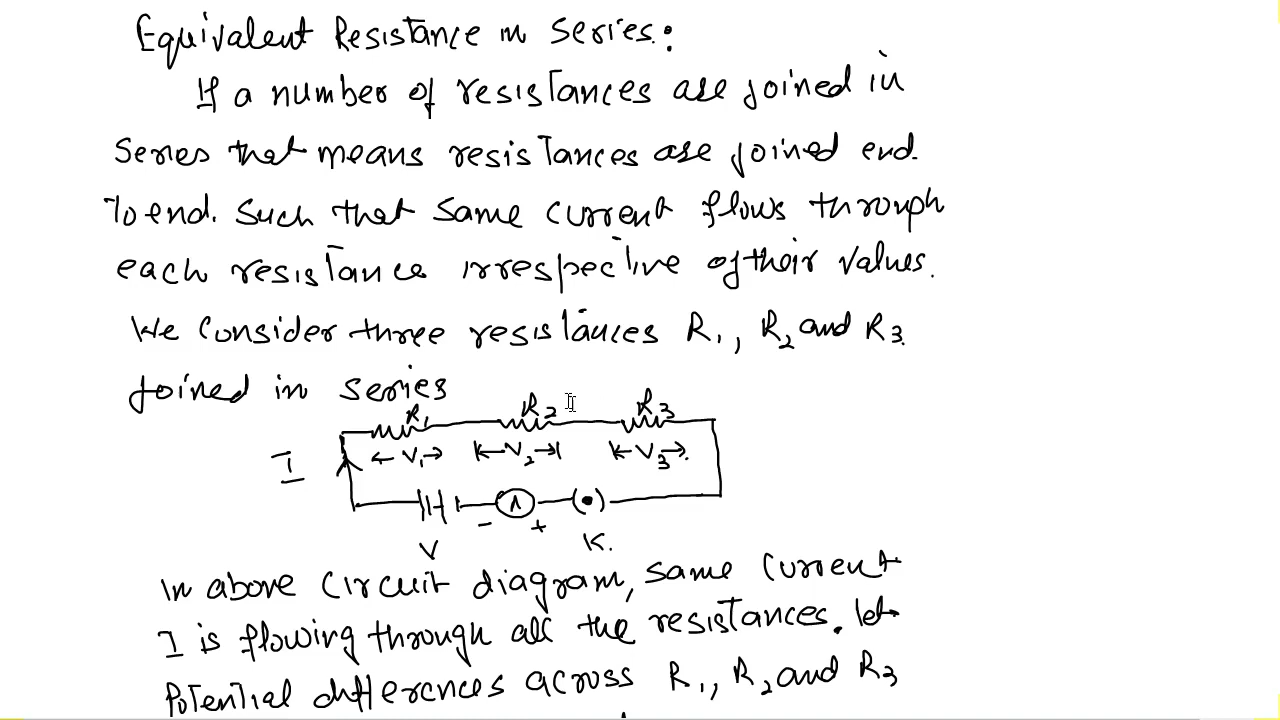 Equivalent Resistance in series:
If a number of resistances are joined in
series that means resistances are joined end.
To end. such that same current flows through
each resistance irrespective of their values.
We consider three resistances R₁, R₂ and R₃.
joined in series
R₁ R₂ R₃
I V₁ V₂ V₃
A
- +
V K.
In above circuit diagram, same current
I is flowing through all the resistances. let
potential differences across R₁, R₂ and R₃